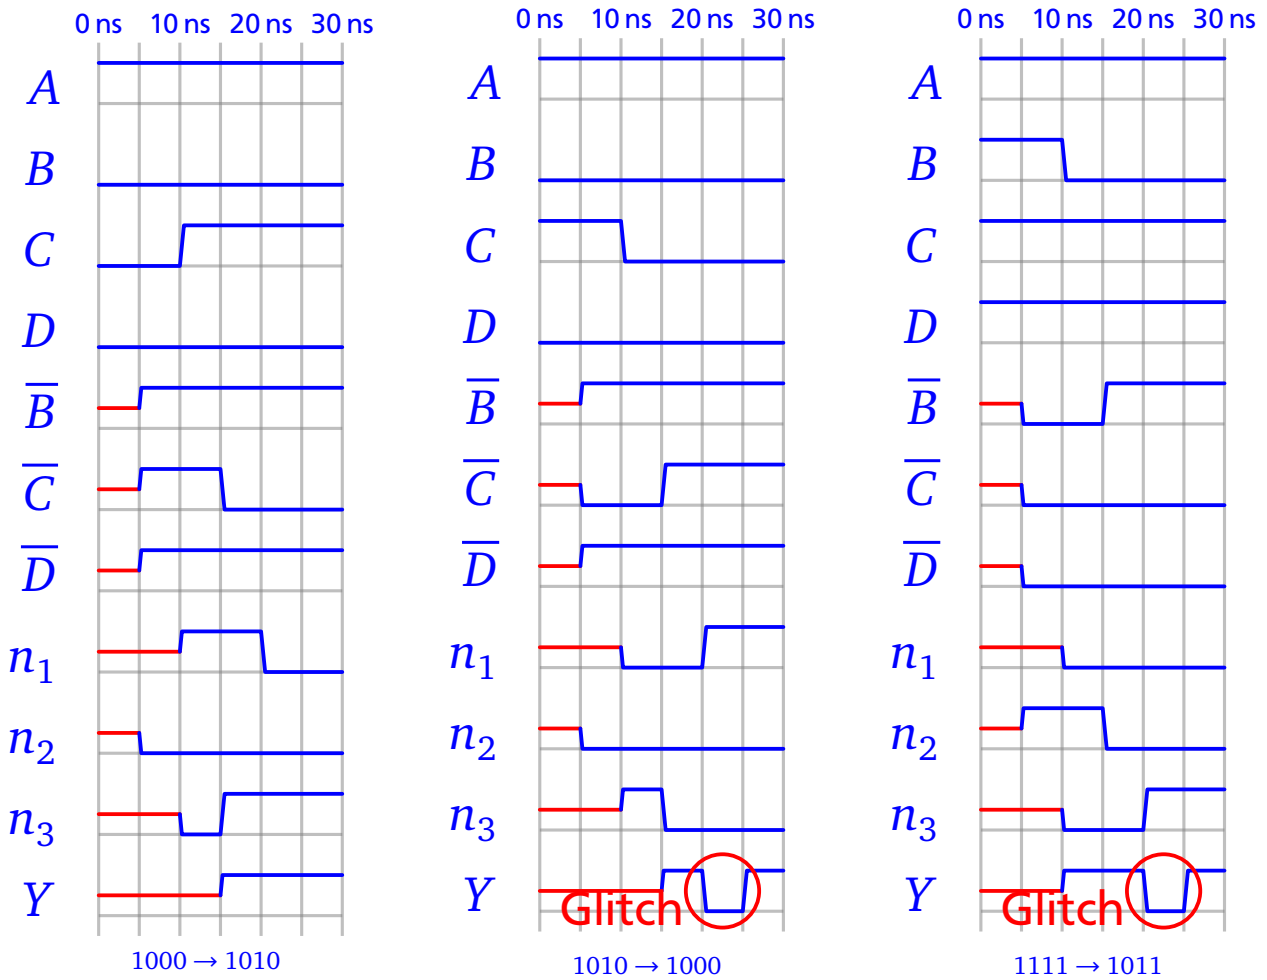 0 ns 10 ns 20 ns 30 ns
A
B
C
D
B̅
C̅
D̅
n₁
n₂
n₃
Y
1000 → 1010
0 ns 10 ns 20 ns 30 ns
A
B
C
D
B̅
C̅
D̅
n₁
n₂
n₃
Y
Glitch
1010 → 1000
0 ns 10 ns 20 ns 30 ns
A
B
C
D
B̅
C̅
D̅
n₁
n₂
n₃
Y
Glitch
1111 → 1011